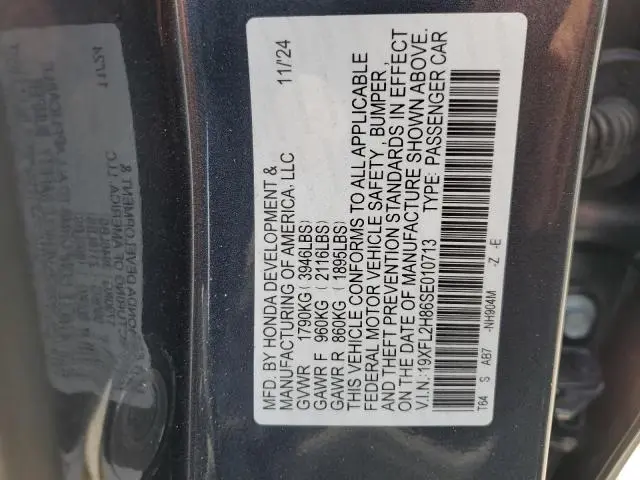 MFD. BY HONDA DEVELOPMENT & 11/'24
MANUFACTURING OF AMERICA, LLC
GVWR 1790KG ( 3946LBS)
GAWR F 960KG ( 2116LBS)
GAWR R 860KG ( 1895LBS)
THIS VEHICLE CONFORMS TO ALL APPLICABLE
FEDERAL MOTOR VEHICLE SAFETY, BUMPER,
AND THEFT PREVENTION STANDARDS IN EFFECT
ON THE DATE OF MANUFACTURE SHOWN ABOVE.
V.I.N.:19XFL2H86SE010713 TYPE: PASSENGER CAR
T64 S AB7 -NH904M -Z -E